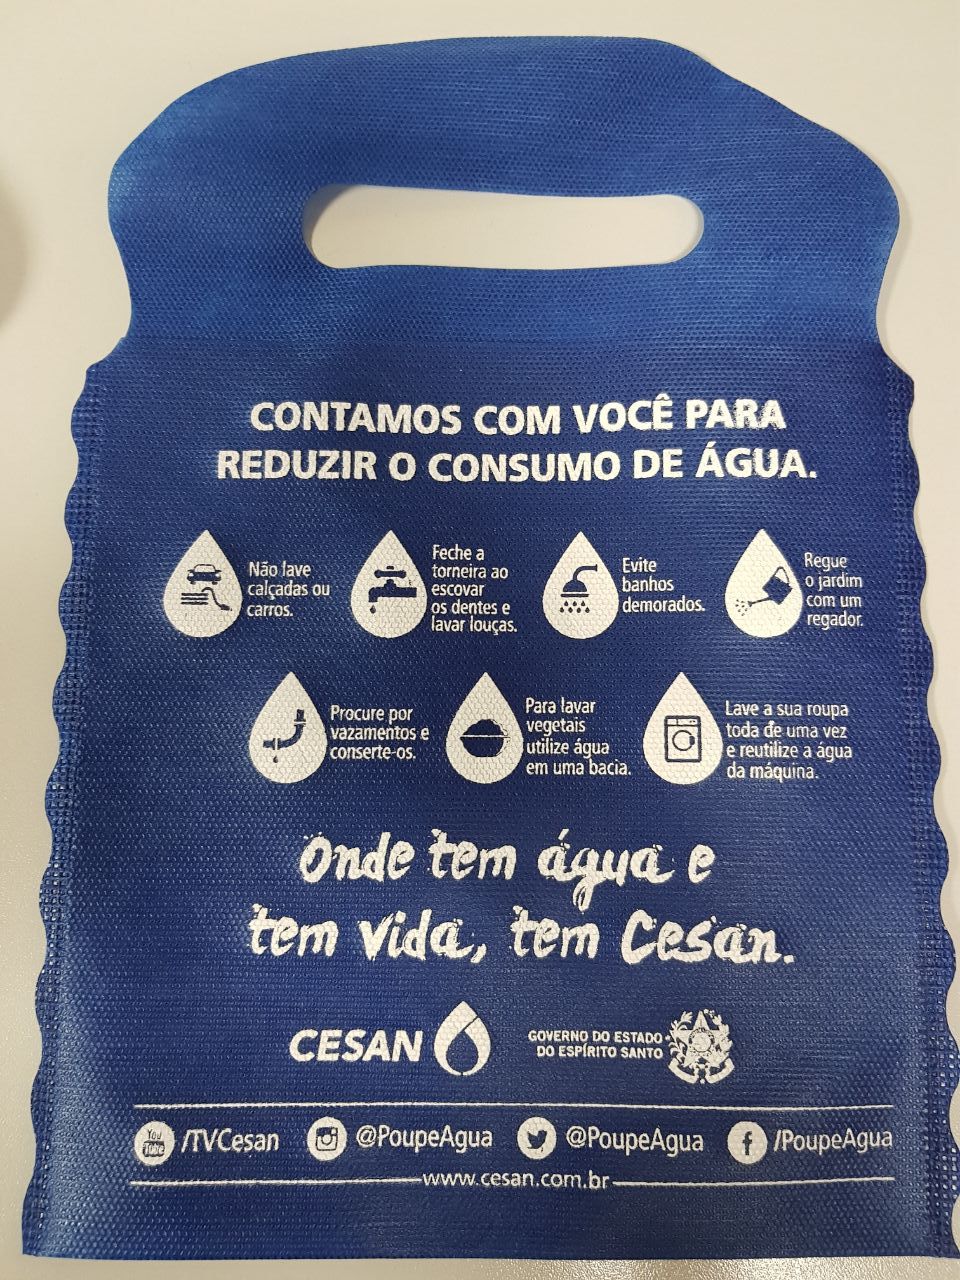 CONTAMOS COM VOCÊ PARA
REDUZIR O CONSUMO DE ÁGUA.
Não lave
calçadas ou
carros.
Feche a
torneira ao
escovar
os dentes e
lavar louças.
Evite
banhos
demorados.
Regue
o jardim
com um
regador.
Procure por
vazamentos e
conserte-os.
Para lavar
vegetais
utilize água
em uma bacia.
Lave a sua roupa
toda de uma vez
e reutilize a água
da máquina.
Onde tem água e
tem vida, tem Cesan.
CESAN
GOVERNO DO ESTADO
DO ESPÍRITO SANTO
You
Tube
/TVCesan
@PoupeAgua
@PoupeAgua
f
/PoupeAgua
www.cesan.com.br